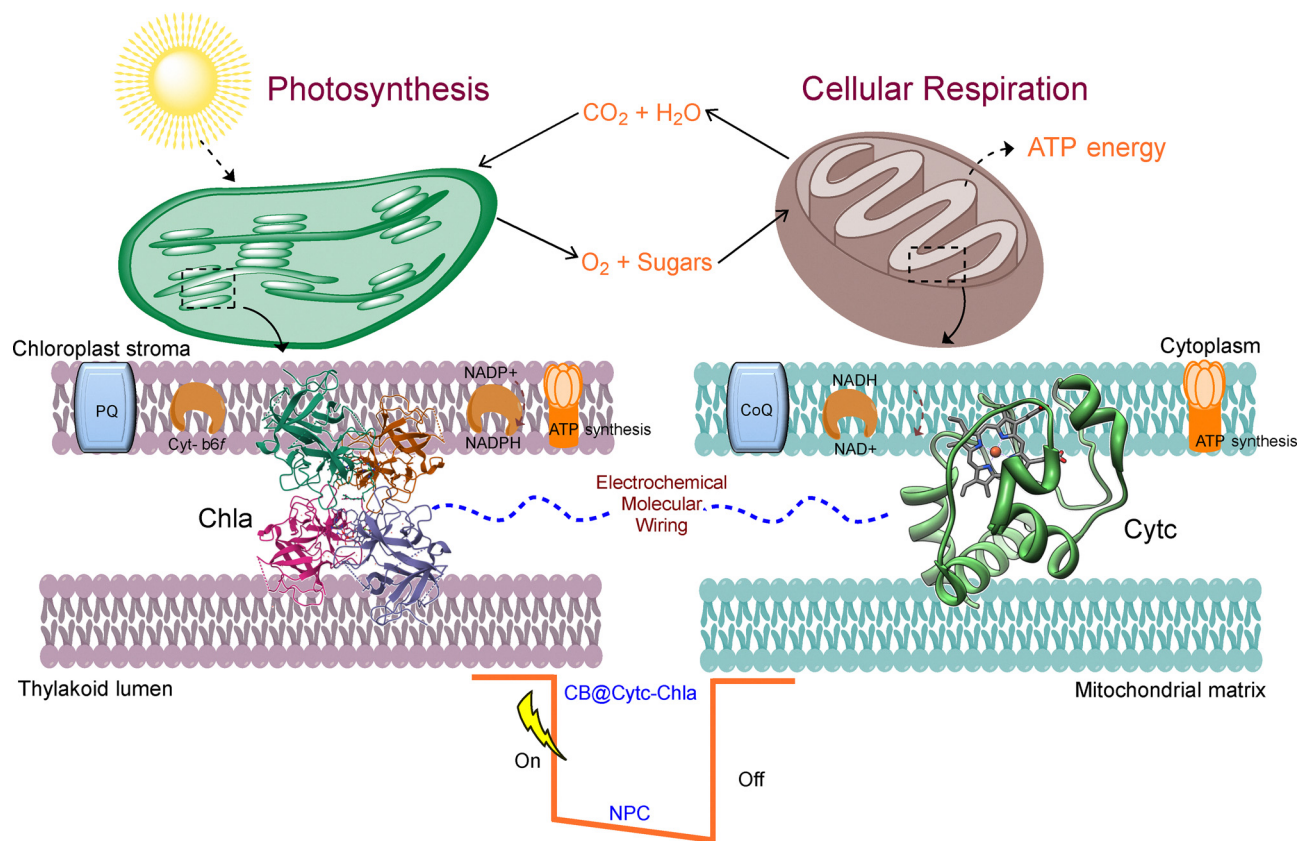 Photosynthesis
Cellular Respiration
CO₂ + H₂O
ATP energy
O₂ + Sugars
Chloroplast stroma
Cytoplasm
PQ
Cyt- b6f
NADP+
NADPH
ATP synthesis
CoQ
NADH
NAD+
ATP synthesis
Chla
Electrochemical
Molecular
Wiring
Cytc
Thylakoid lumen
Mitochondrial matrix
CB@Cytc-Chla
On
Off
NPC